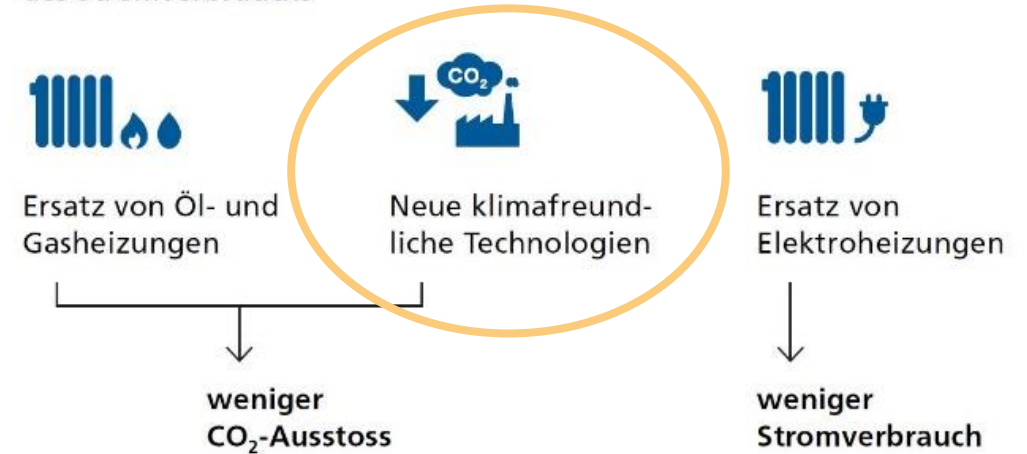 CO₂
Ersatz von Öl- und
Gasheizungen
Neue klimafreund-
liche Technologien
Ersatz von
Elektroheizungen
weniger
CO₂-Ausstoss
weniger
Stromverbrauch